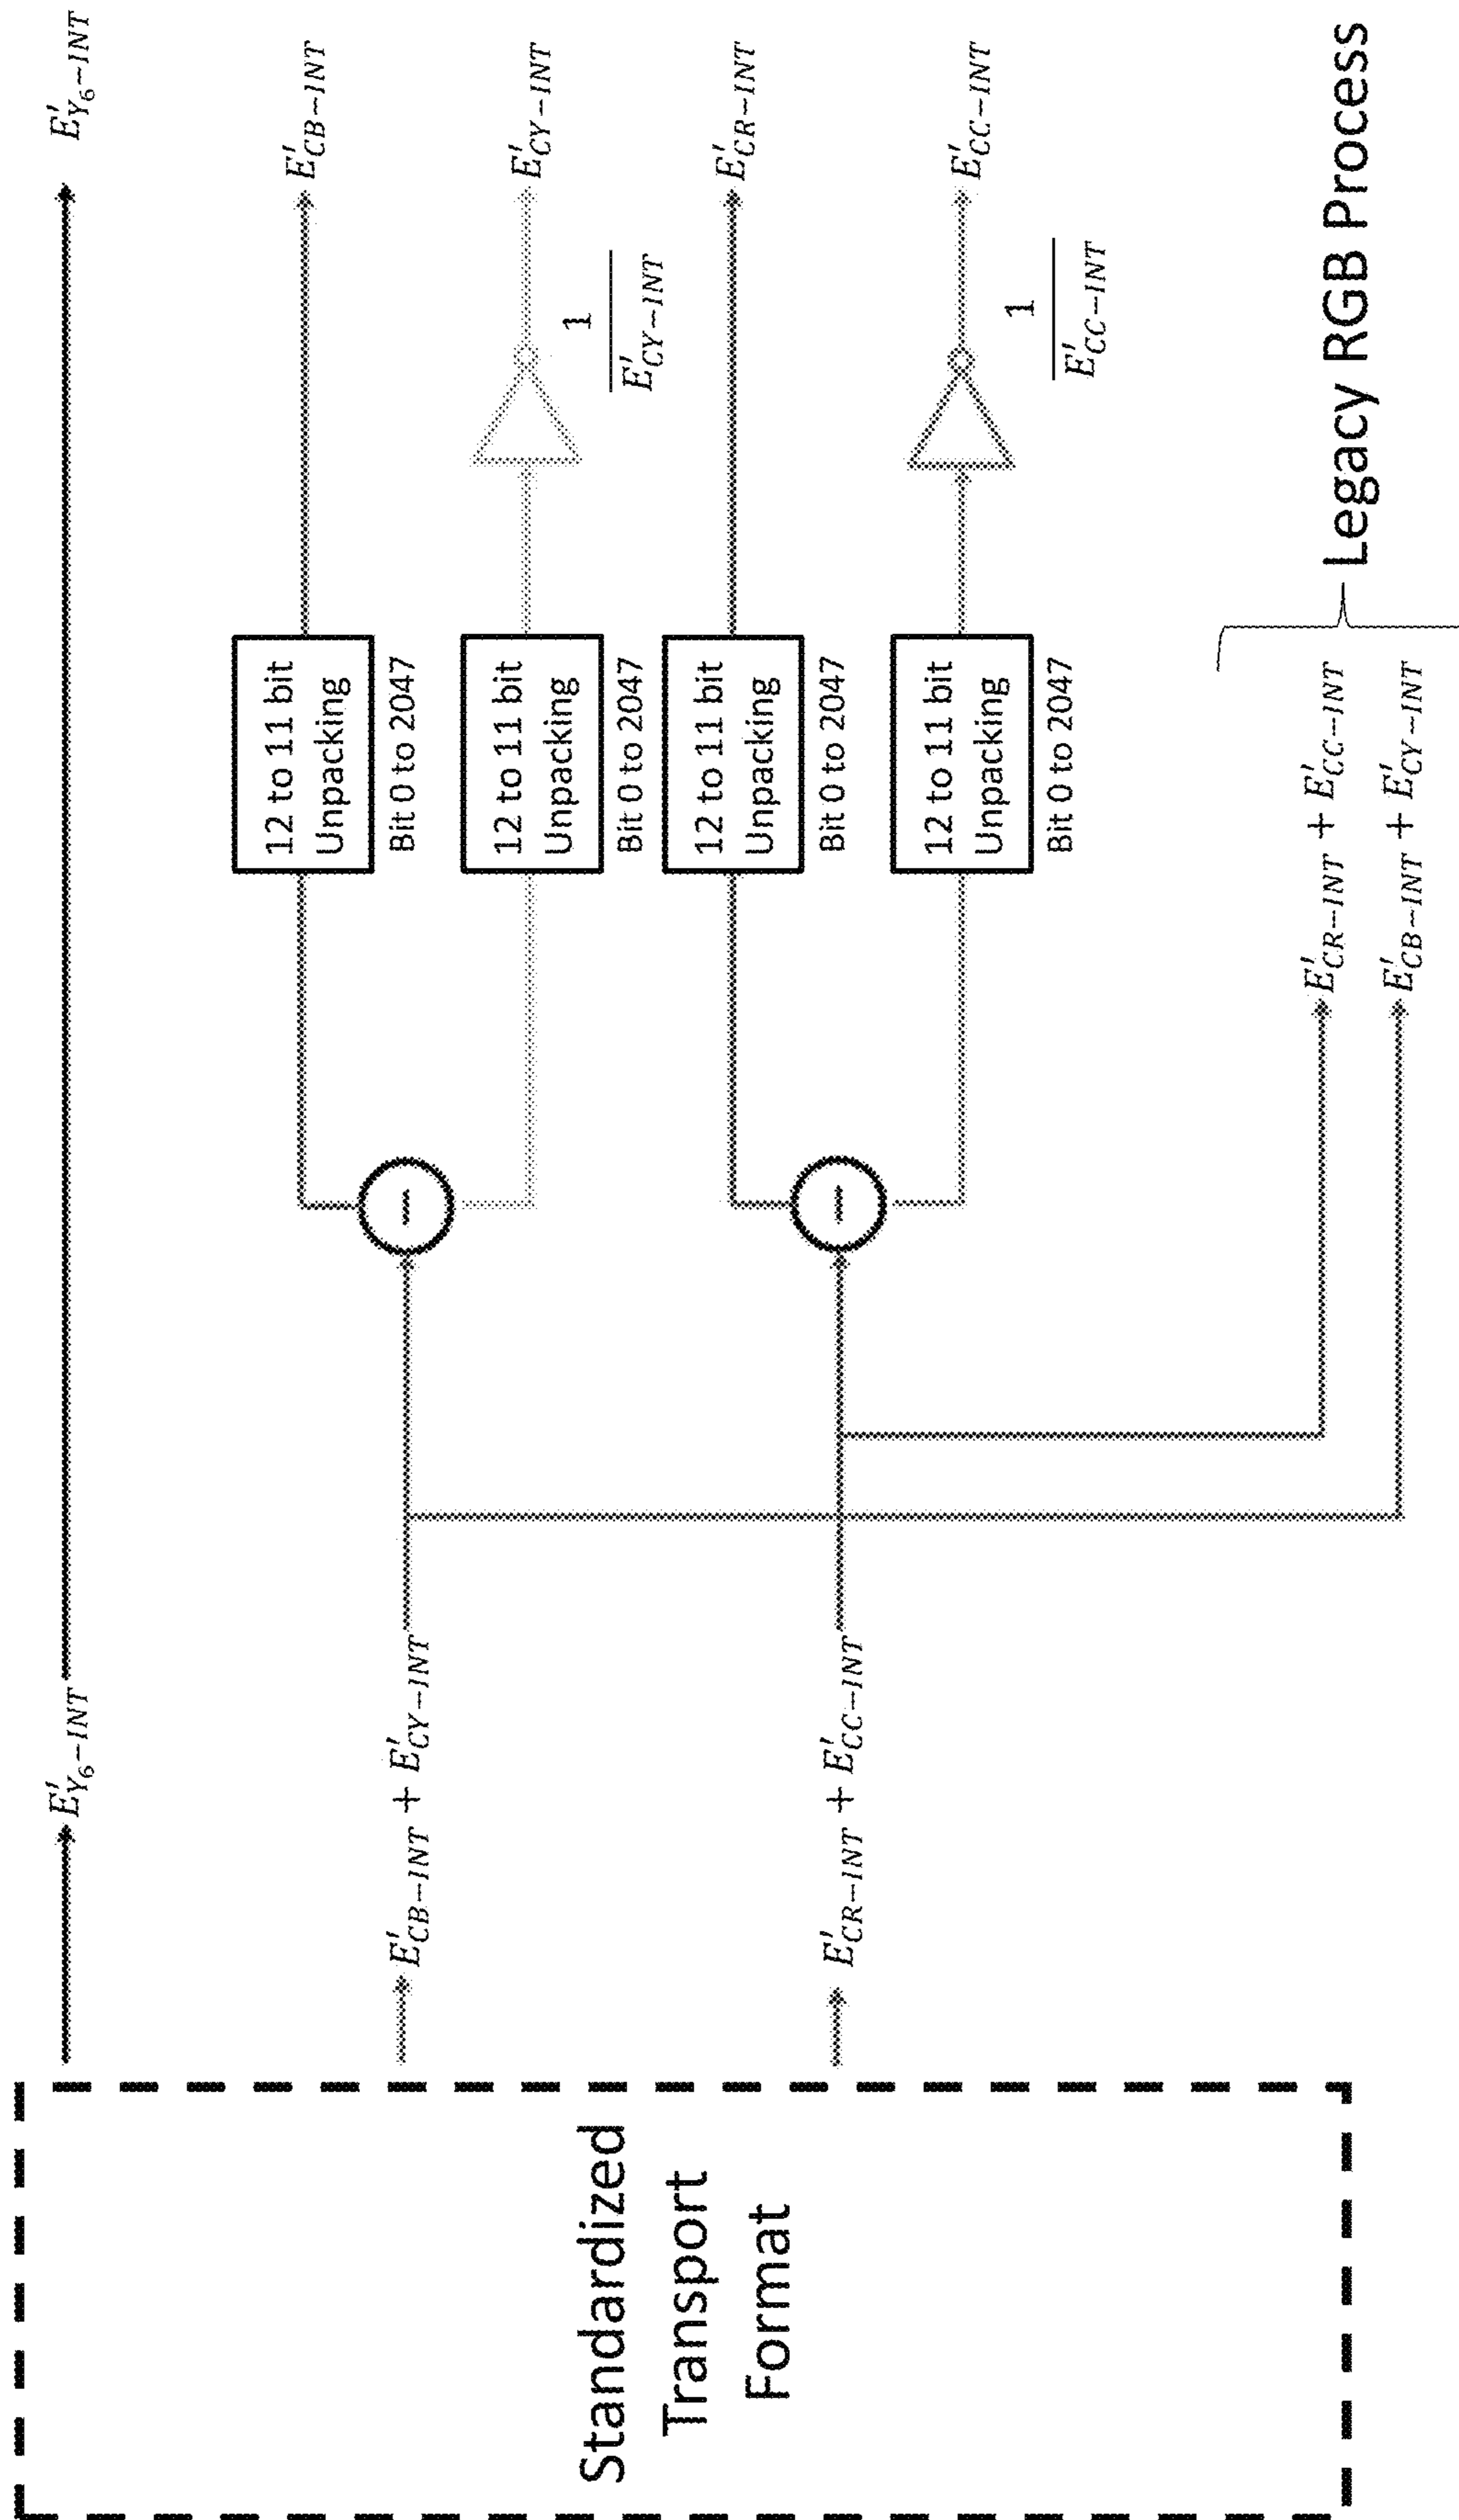 Standardized
Transport
Format
E'Y₆−INT
E'Y₆−INT
E'CB−INT + E'CY−INT
12 to 11 bit
Unpacking
Bit 0 to 2047
E'CB−INT
12 to 11 bit
Unpacking
Bit 0 to 2047
1
E'CY−INT
E'CY−INT
E'CR−INT + E'CC−INT
12 to 11 bit
Unpacking
Bit 0 to 2047
E'CR−INT
12 to 11 bit
Unpacking
Bit 0 to 2047
1
E'CC−INT
E'CC−INT
E'CR−INT + E'CC−INT
E'CB−INT + E'CY−INT
Legacy RGB Process